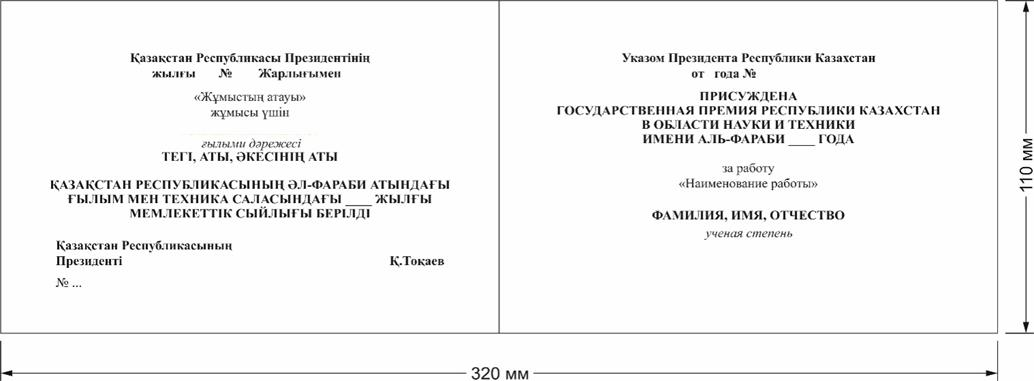 Қазақстан Республикасы Президентінің
жылғы № Жарлығымен
«Жұмыстың атауы»
жұмысы үшін
ғылыми дәрежесі
ТЕГІ, АТЫ, ӘКЕСІНІҢ АТЫ
ҚАЗАҚСТАН РЕСПУБЛИКАСЫНЫҢ ӘЛ-ФАРАБИ АТЫНДАҒЫ
ҒЫЛЫМ МЕН ТЕХНИКА САЛАСЫНДАҒЫ ____ ЖЫЛҒЫ
МЕМЛЕКЕТТІК СЫЙЛЫҒЫ БЕРІЛДІ
Қазақстан Республикасының
Президенті Қ.Тоқаев
№ ...
Указом Президента Республики Казахстан
от года №
ПРИСУЖДЕНА
ГОСУДАРСТВЕННАЯ ПРЕМИЯ РЕСПУБЛИКИ КАЗАХСТАН
В ОБЛАСТИ НАУКИ И ТЕХНИКИ
ИМЕНИ АЛЬ-ФАРАБИ ____ ГОДА
за работу
«Наименование работы»
ФАМИЛИЯ, ИМЯ, ОТЧЕСТВО
ученая степень
110 мм
320 мм